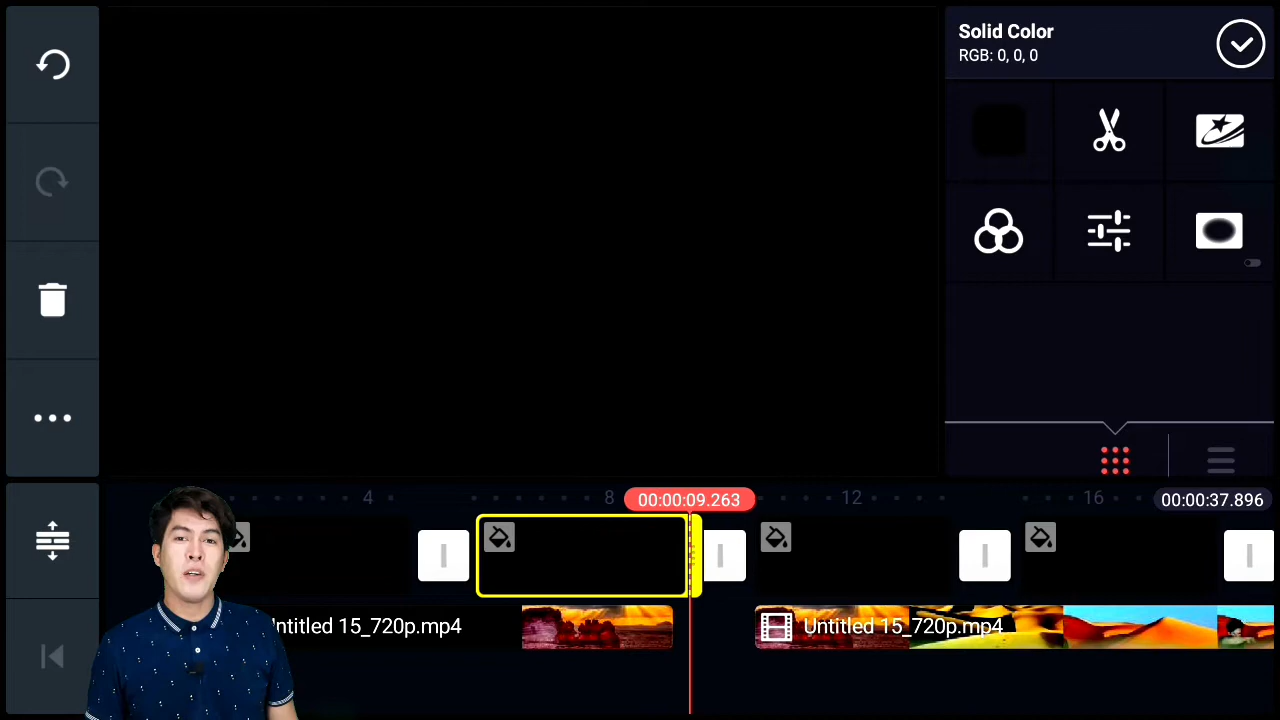 Solid Color
RGB: 0, 0, 0
4
8
00:00:09.263
12
16
00:00:37.896
Untitled 15_720p.mp4
Untitled 15_720p.mp4